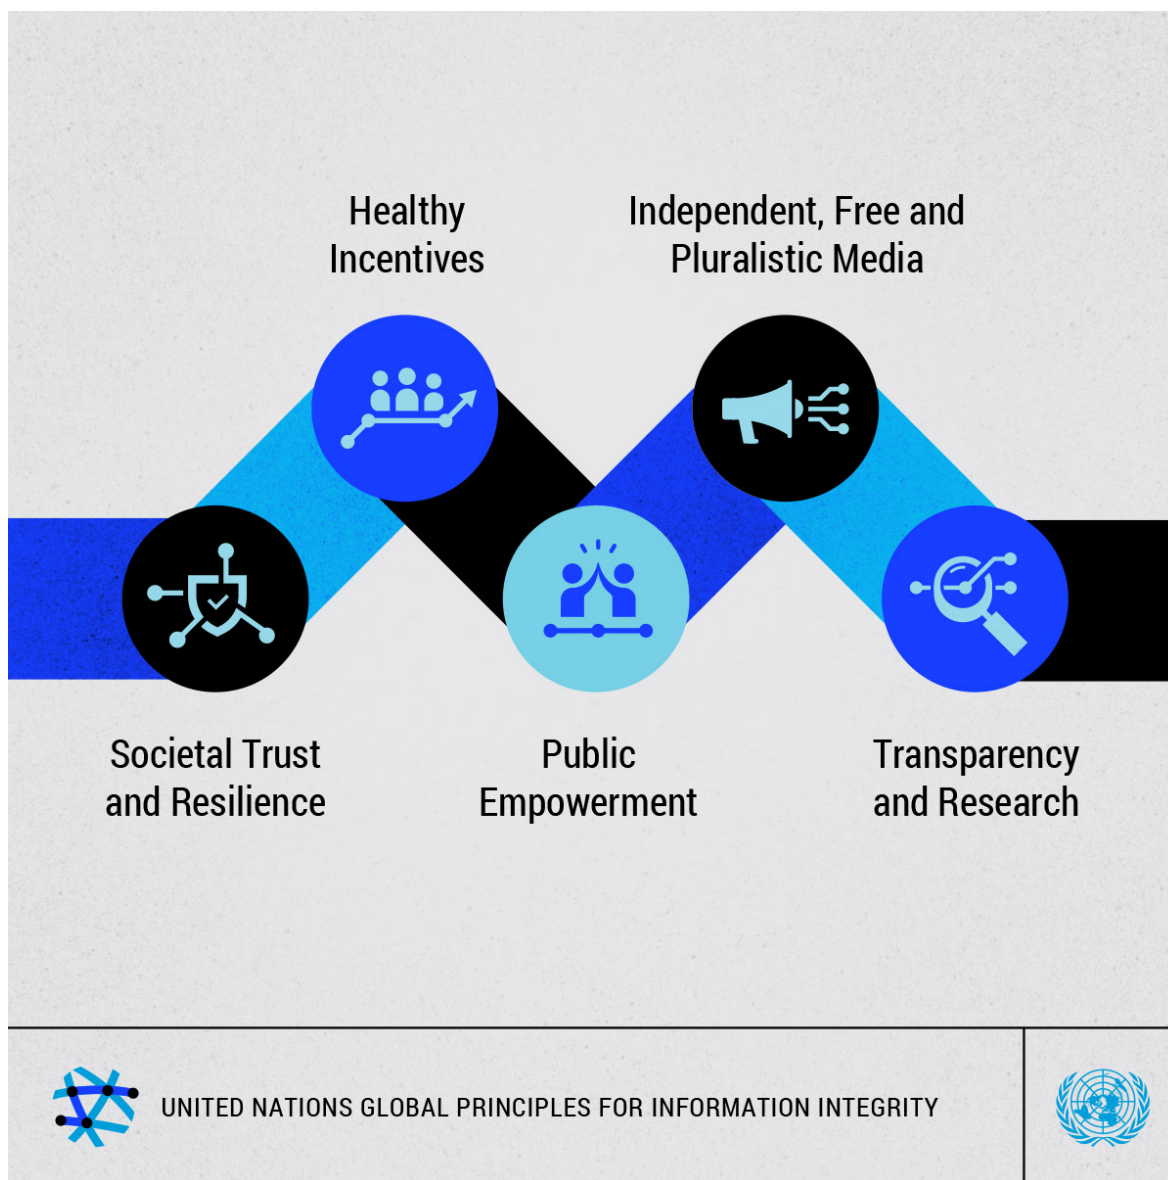 Healthy
Incentives
Independent, Free and
Pluralistic Media
Societal Trust
and Resilience
Public
Empowerment
Transparency
and Research
UNITED NATIONS GLOBAL PRINCIPLES FOR INFORMATION INTEGRITY